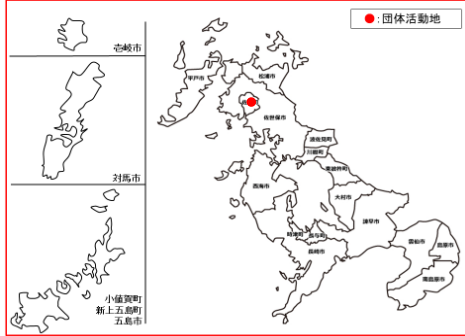 ●:団体活動地
壱岐市
対馬市
小値賀町
新上五島町
五島市
平戸市
松浦市
佐世保市
波佐見町
川棚町
東彼杵町
西海市
大村市
時津町
長与町
諫早市
長崎市
雲仙市
島原市
南島原市